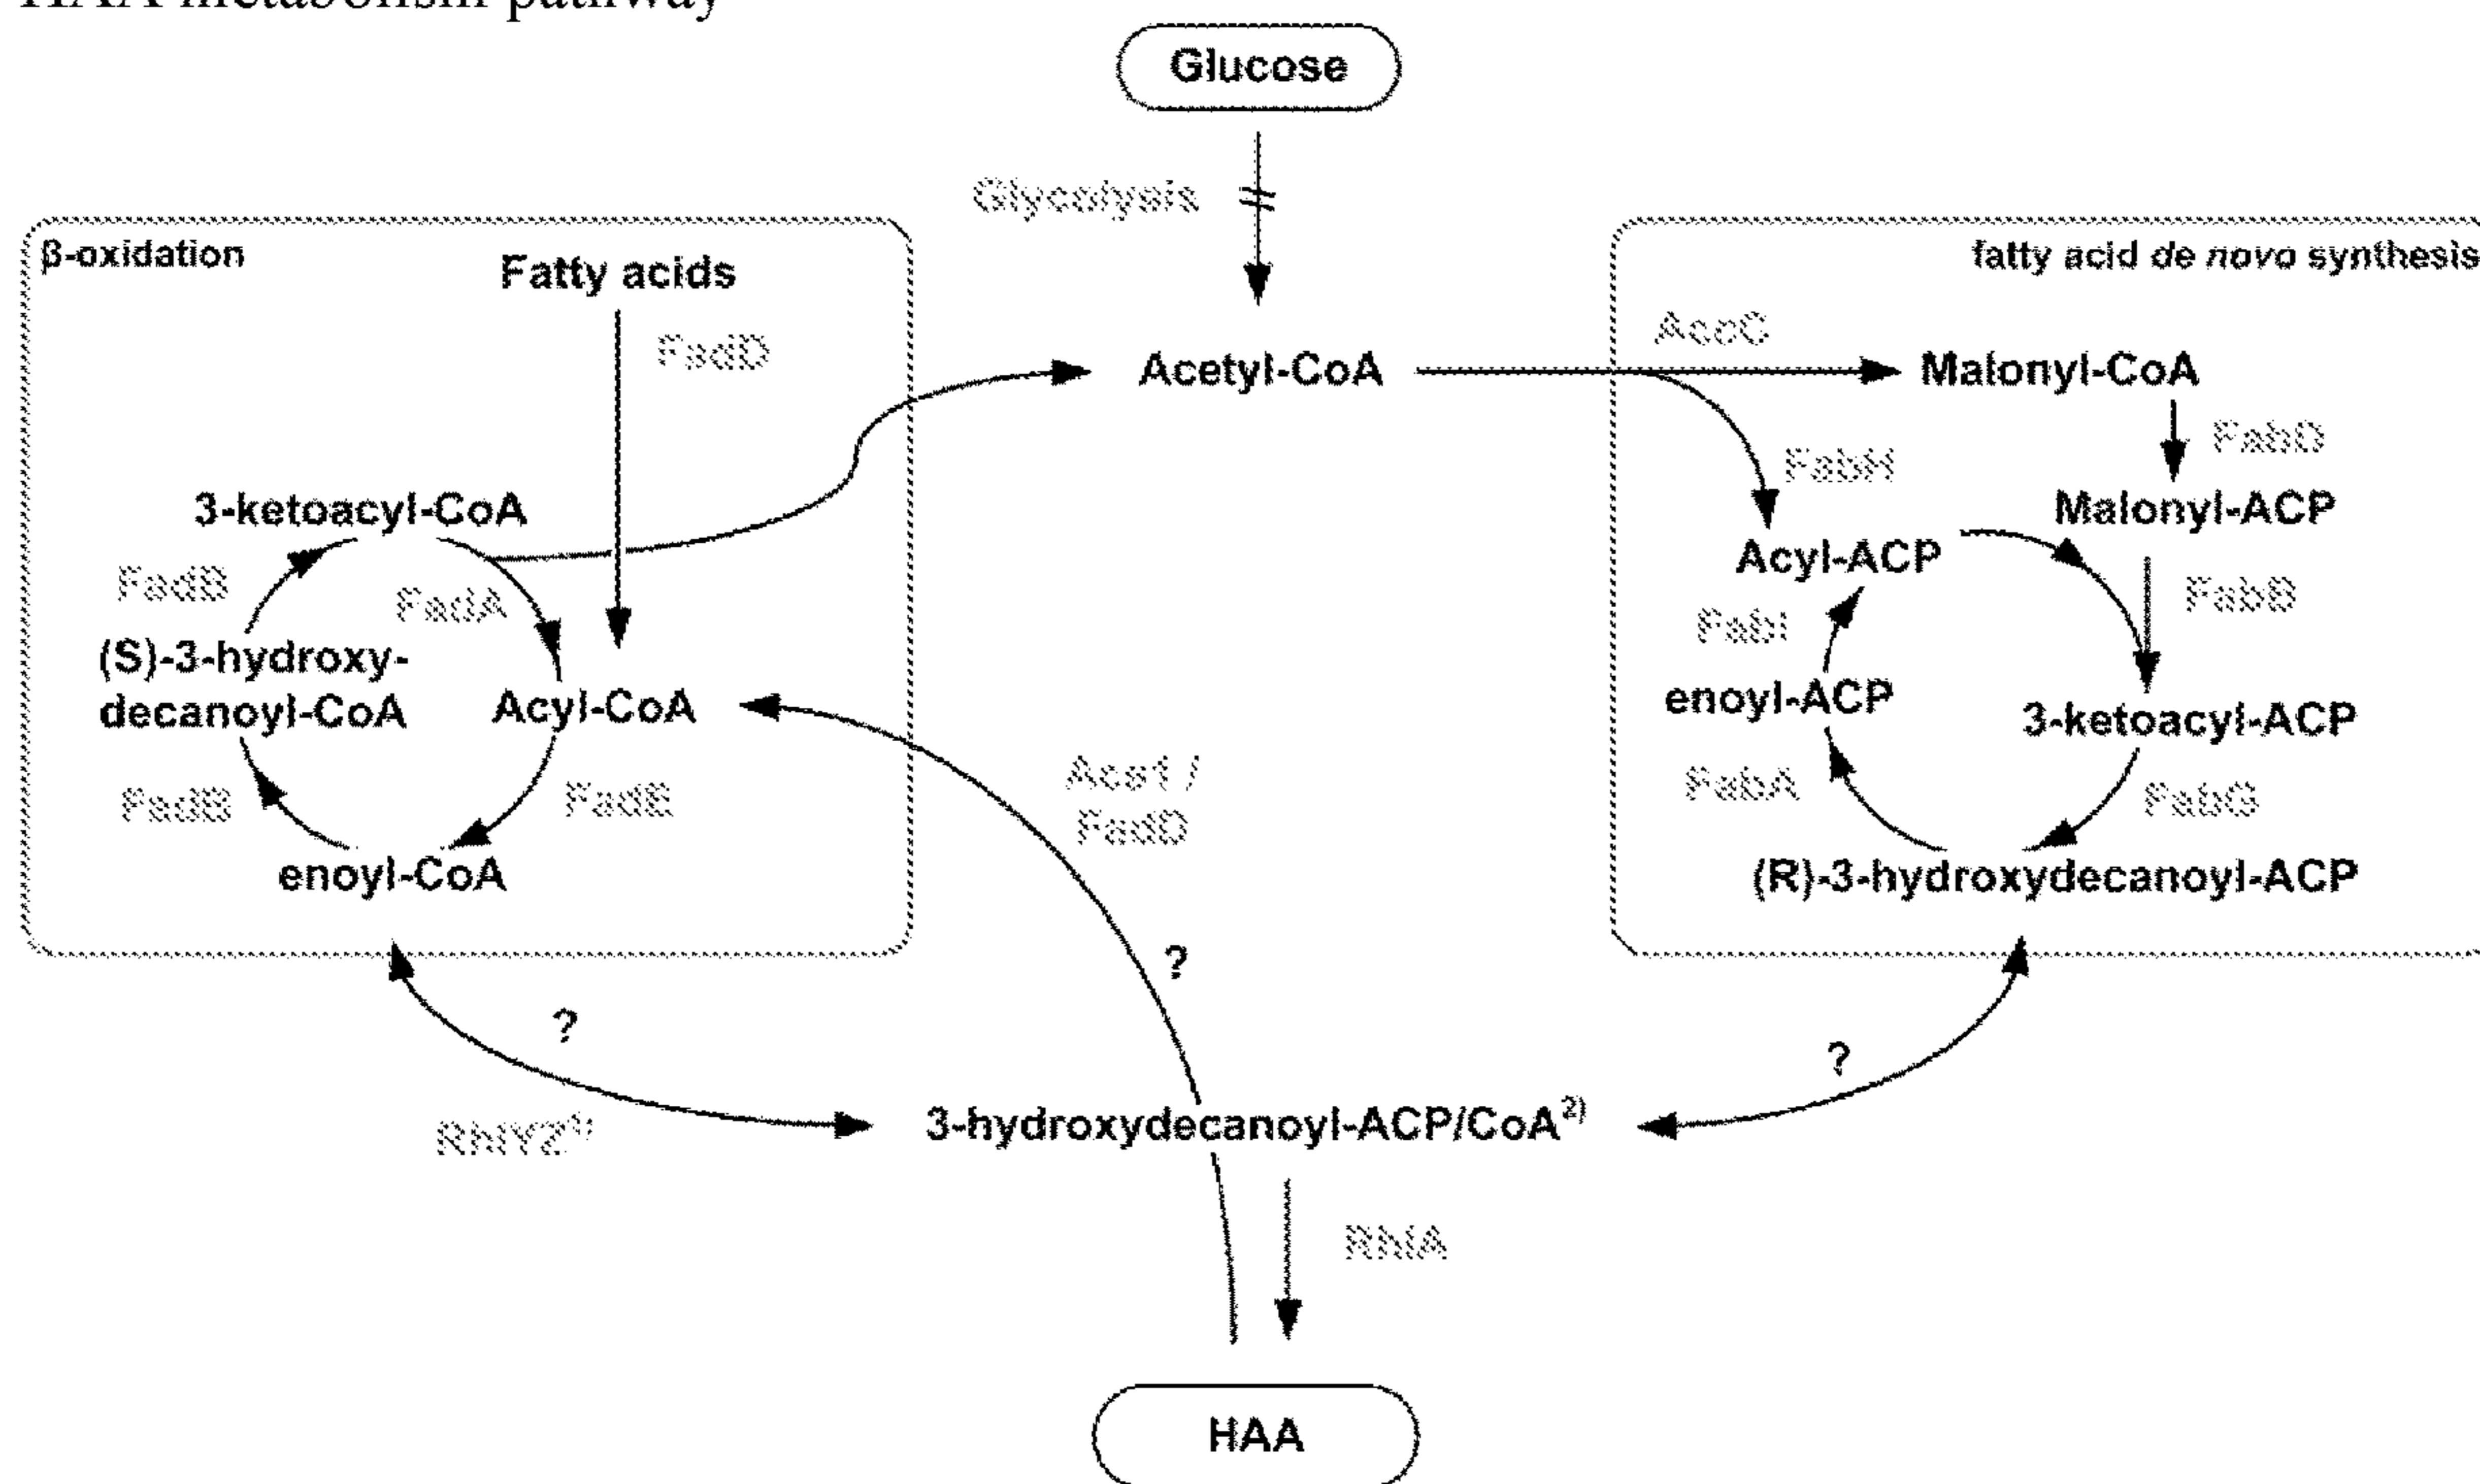 HAA metabolism pathway
Glucose
Glycolysis
β-oxidation
Fatty acids
FadD
fatty acid de novo synthesis
Acetyl-CoA
AccC
Malonyl-CoA
FabD
FabH
Malonyl-ACP
3-ketoacyl-CoA
Acyl-ACP
FadB
FadA
FabI
FabB
(S)-3-hydroxy-
decanoyl-CoA
Acyl-CoA
enoyl-ACP
3-ketoacyl-ACP
FadB
FadE
Acs1 /
FadD
FabA
FabG
enoyl-CoA
(R)-3-hydroxydecanoyl-ACP
?
?
?
RhlYZ1)
3-hydroxydecanoyl-ACP/CoA2)
RhlA
HAA